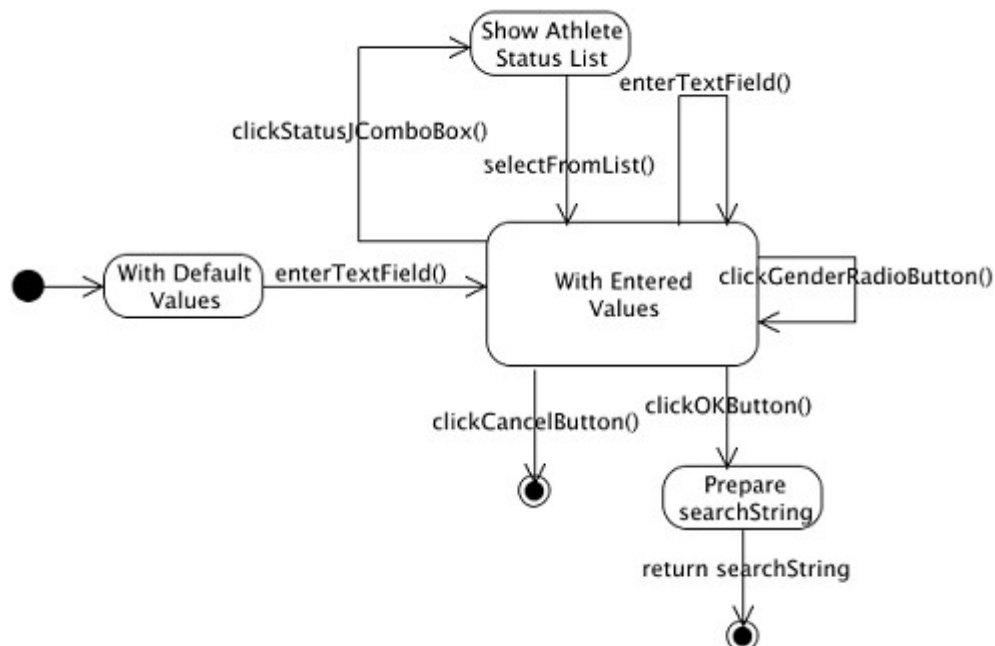 Show Athlete
Status List
enterTextField()
clickStatusJComboBox()
selectFromList()
With Default
Values
enterTextField()
With Entered
Values
clickGenderRadioButton()
clickCancelButton()
clickOKButton()
Prepare
searchString
return searchString